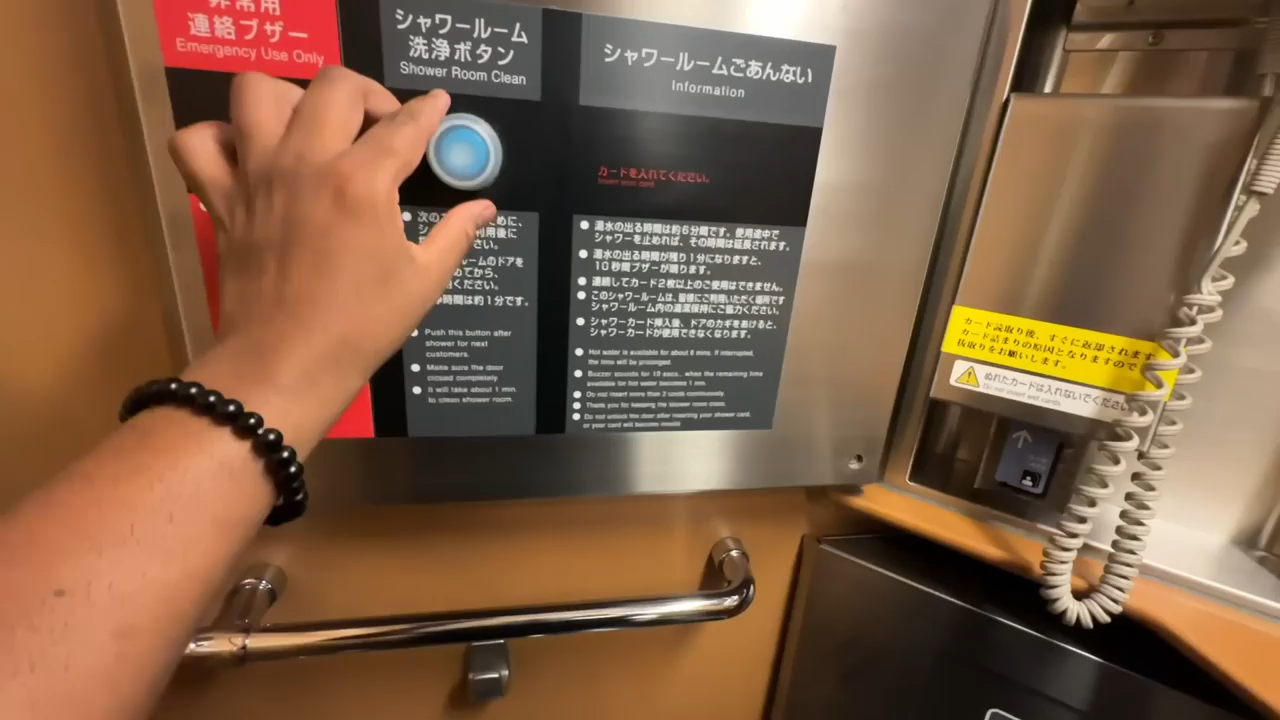 非常用
連絡ブザー
Emergency Use Only
シャワールーム
洗浄ボタン
Shower Room Clean
シャワールームごあんない
Information
カードを入れてください。
Insert your card
次の
ために、
利用後に
さい。
ームのドアを
めてから、
ください。
時間は約1分です。
Push this button after
shower for next
customers.
Make sure the door
closed completely.
It will take about 1 min.
to clean shower room.
湯水の出る時間は約6分間です。使用途中で
シャワーを止めれば、その時間は延長されます。
湯水の出る時間が残り1分になりますと、
10秒間ブザーが鳴ります。
連続してカード2枚以上のご使用はできません。
このシャワールームは、皆様にご利用いただく場所です
シャワールーム内の清潔保持にご協力ください。
シャワーカード挿入後、ドアのカギをあけると、
シャワーカードが使用できなくなります。
Hot water is available for about 6 mins. If interrupted,
the time will be prolonged.
Buzzer sounds for 10 secs., when the remaining time
available for hot water becomes 1 min.
Do not insert more than 2 cards continuously.
Thank you for keeping the shower room clean.
Do not unlock the door after inserting your shower card,
or your card will become invalid
カード読取り後、すぐに返却されます
カード詰まりの原因となりますので
抜取りをお願いします。
ぬれたカードは入れないでください
Do not insert wet cards